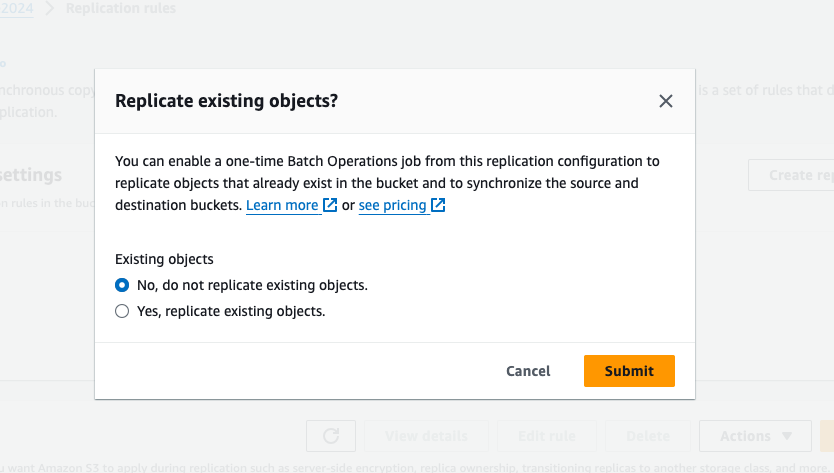 2024 > Replication rules
nchronous copy
is a set of rules that d
plication.
Replicate existing objects?
You can enable a one-time Batch Operations job from this replication configuration to
replicate objects that already exist in the bucket and to synchronize the source and
destination buckets. Learn more or see pricing
settings
Create rep
n rules in the buc
Existing objects
No, do not replicate existing objects.
Yes, replicate existing objects.
Cancel Submit
View details Edit rule Delete Actions
ou want Amazon S3 to apply during replication such as server-side encryption, replica ownership, transitioning replicas to another storage class, and more